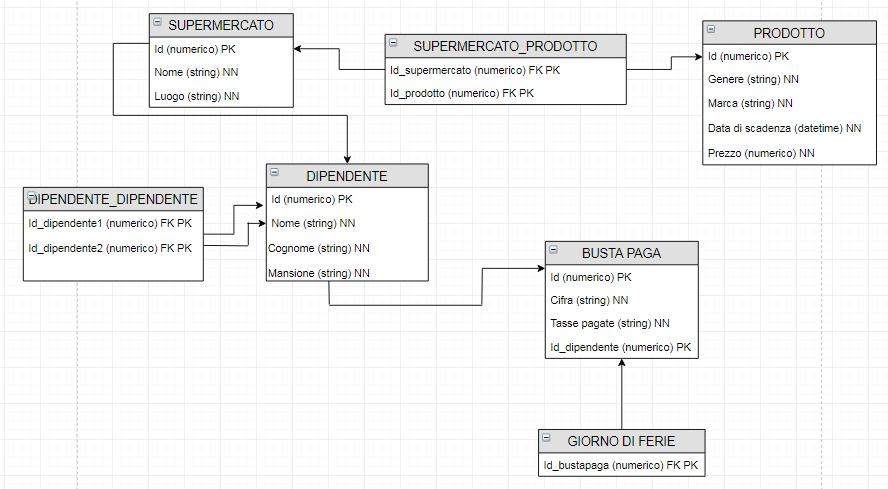 SUPERMERCATO
Id (numerico) PK
Nome (string) NN
Luogo (string) NN
SUPERMERCATO_PRODOTTO
Id_supermercato (numerico) FK PK
Id_prodotto (numerico) FK PK
PRODOTTO
Id (numerico) PK
Genere (string) NN
Marca (string) NN
Data di scadenza (datetime) NN
Prezzo (numerico) NN
DIPENDENTE
Id (numerico) PK
Nome (string) NN
Cognome (string) NN
Mansione (string) NN
DIPENDENTE_DIPENDENTE
Id_dipendente1 (numerico) FK PK
Id_dipendente2 (numerico) FK PK
BUSTA PAGA
Id (numerico) PK
Cifra (string) NN
Tasse pagate (string) NN
Id_dipendente (numerico) PK
GIORNO DI FERIE
Id_bustapaga (numerico) FK PK